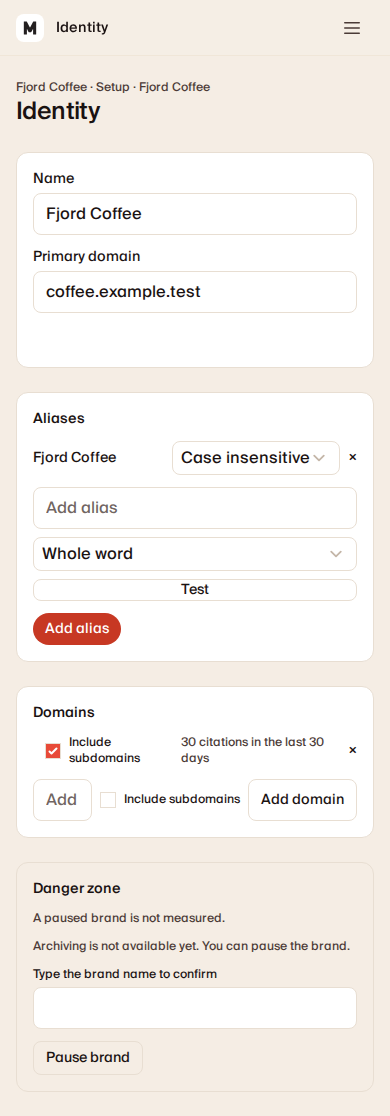 M Identity
Fjord Coffee · Setup · Fjord Coffee
Identity
Name
Fjord Coffee
Primary domain
coffee.example.test
Aliases
Fjord Coffee Case insensitive ×
Add alias
Whole word
Test
Add alias
Domains
Include subdomains 30 citations in the last 30 days ×
Add Include subdomains Add domain
Danger zone
A paused brand is not measured.
Archiving is not available yet. You can pause the brand.
Type the brand name to confirm
Pause brand